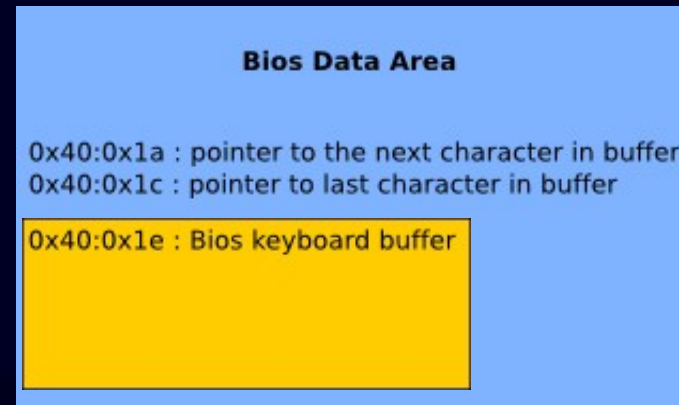 Bios Data Area
0x40:0x1a : pointer to the next character in buffer
0x40:0x1c : pointer to last character in buffer
0x40:0x1e : Bios keyboard buffer